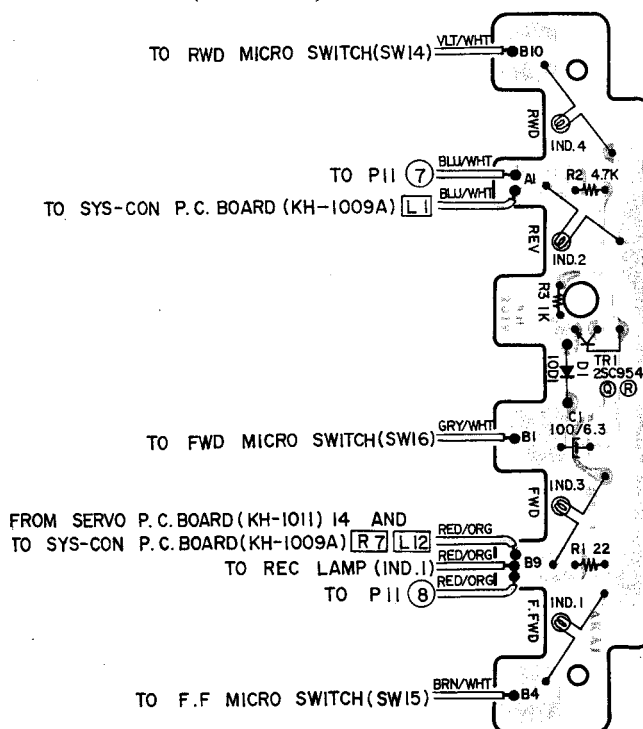 VLT/WHT
TO RWD MICRO SWITCH(SW14)
B10
RWD
IND.4
BLU/WHT
TO P11 7
A1
R2 4.7K
BLU/WHT
TO SYS-CON P.C.BOARD (KH-1009A) L1
REV
IND.2
R3 1K
TR1
2SC954
Q R
D1
10D1
C1
100/6.3
GRY/WHT
TO FWD MICRO SWITCH(SW16)
B1
IND.3
FWD
FROM SERVO P.C.BOARD(KH-1011) 14 AND
RED/ORG
TO SYS-CON P.C.BOARD(KH-1009A) R7 L12
RED/ORG
TO REC LAMP (IND.1)
B9
R1 22
RED/ORG
TO P11 8
IND.1
F.FWD
BRN/WHT
TO F.F MICRO SWITCH(SW15)
B4